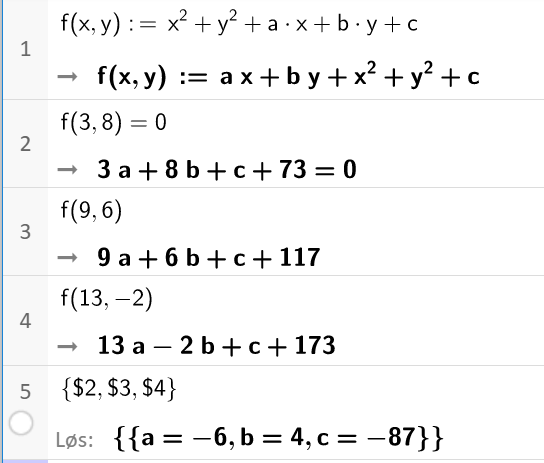 1
f(x,y) := x² + y² + a · x + b · y + c
→ f(x, y) := a x + b y + x² + y² + c
2
f(3,8) = 0
→ 3 a + 8 b + c + 73 = 0
3
f(9,6)
→ 9 a + 6 b + c + 117
4
f(13,−2)
→ 13 a − 2 b + c + 173
5
{$2,$3,$4}
Løs: {{a = −6, b = 4, c = −87}}